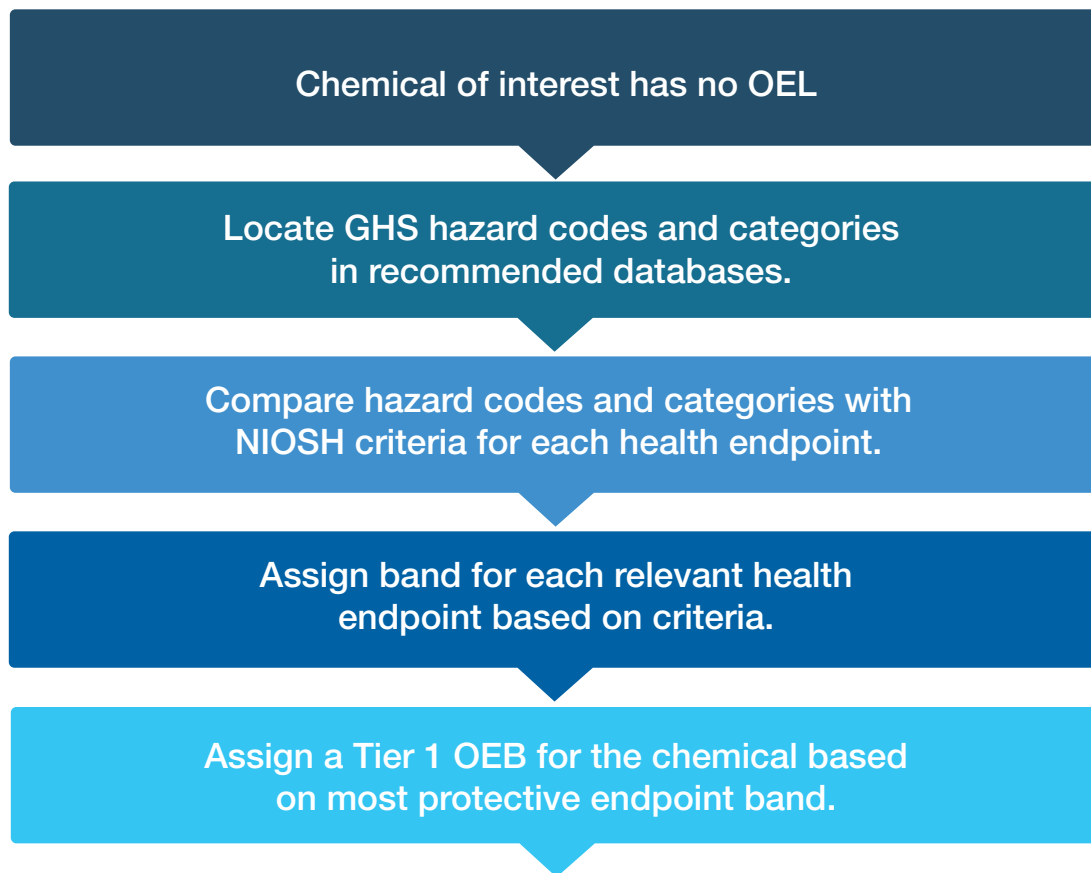 Chemical of interest has no OEL
Locate GHS hazard codes and categories
in recommended databases.
Compare hazard codes and categories with
NIOSH criteria for each health endpoint.
Assign band for each relevant health
endpoint based on criteria.
Assign a Tier 1 OEB for the chemical based
on most protective endpoint band.